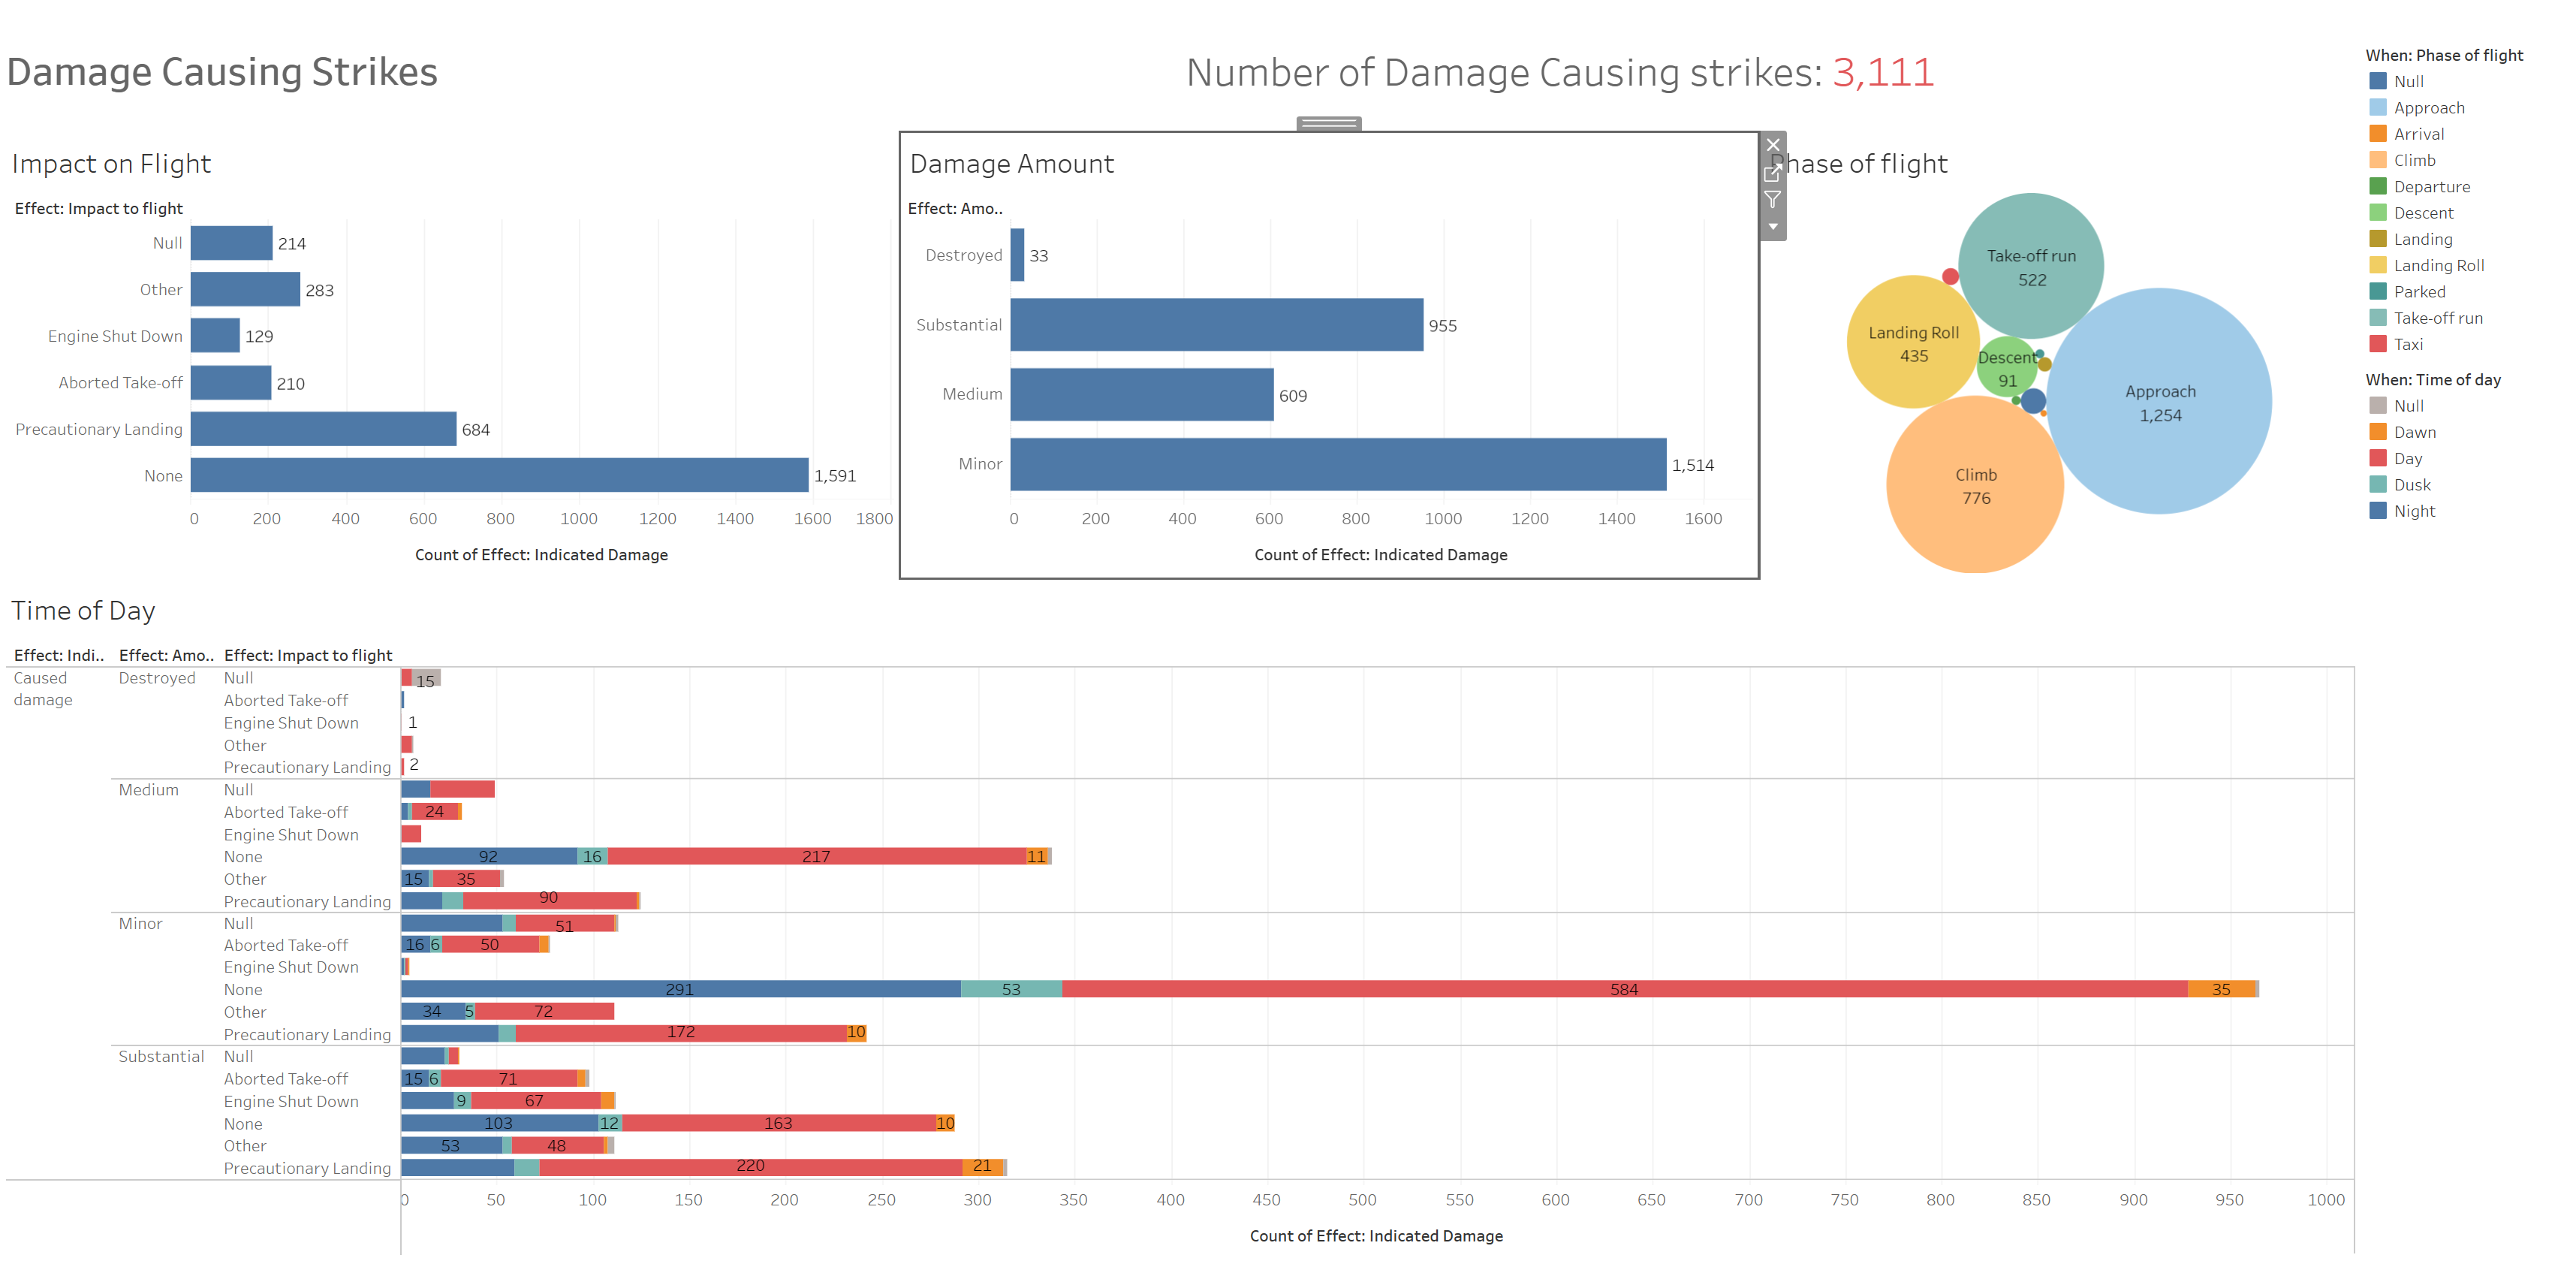 Damage Causing Strikes
Number of Damage Causing strikes: 3,111
Impact on Flight
Effect: Impact to flight
Null 214
Other 283
Engine Shut Down 129
Aborted Take-off 210
Precautionary Landing 684
None 1,591
0 200 400 600 800 1000 1200 1400 1600 1800
Count of Effect: Indicated Damage
Damage Amount
Effect: Amo..
Destroyed 33
Substantial 955
Medium 609
Minor 1,514
0 200 400 600 800 1000 1200 1400 1600
Count of Effect: Indicated Damage
Phase of flight
Take-off run
522
Landing Roll
435
Descent
91
Approach
1,254
Climb
776
When: Phase of flight
Null
Approach
Arrival
Climb
Departure
Descent
Landing
Landing Roll
Parked
Take-off run
Taxi
When: Time of day
Null
Dawn
Day
Dusk
Night
Time of Day
Effect: Indi.. Effect: Amo.. Effect: Impact to flight
Caused damage Destroyed Null 15
Aborted Take-off
Engine Shut Down 1
Other
Precautionary Landing 2
Medium Null
Aborted Take-off 24
Engine Shut Down
None 92 16 217 11
Other 15 35
Precautionary Landing 90
Minor Null 51
Aborted Take-off 16 6 50
Engine Shut Down
None 291 53 584 35
Other 34 5 72
Precautionary Landing 172 10
Substantial Null
Aborted Take-off 15 6 71
Engine Shut Down 9 67
None 103 12 163 10
Other 53 48
Precautionary Landing 220 21
0 50 100 150 200 250 300 350 400 450 500 550 600 650 700 750 800 850 900 950 1000
Count of Effect: Indicated Damage